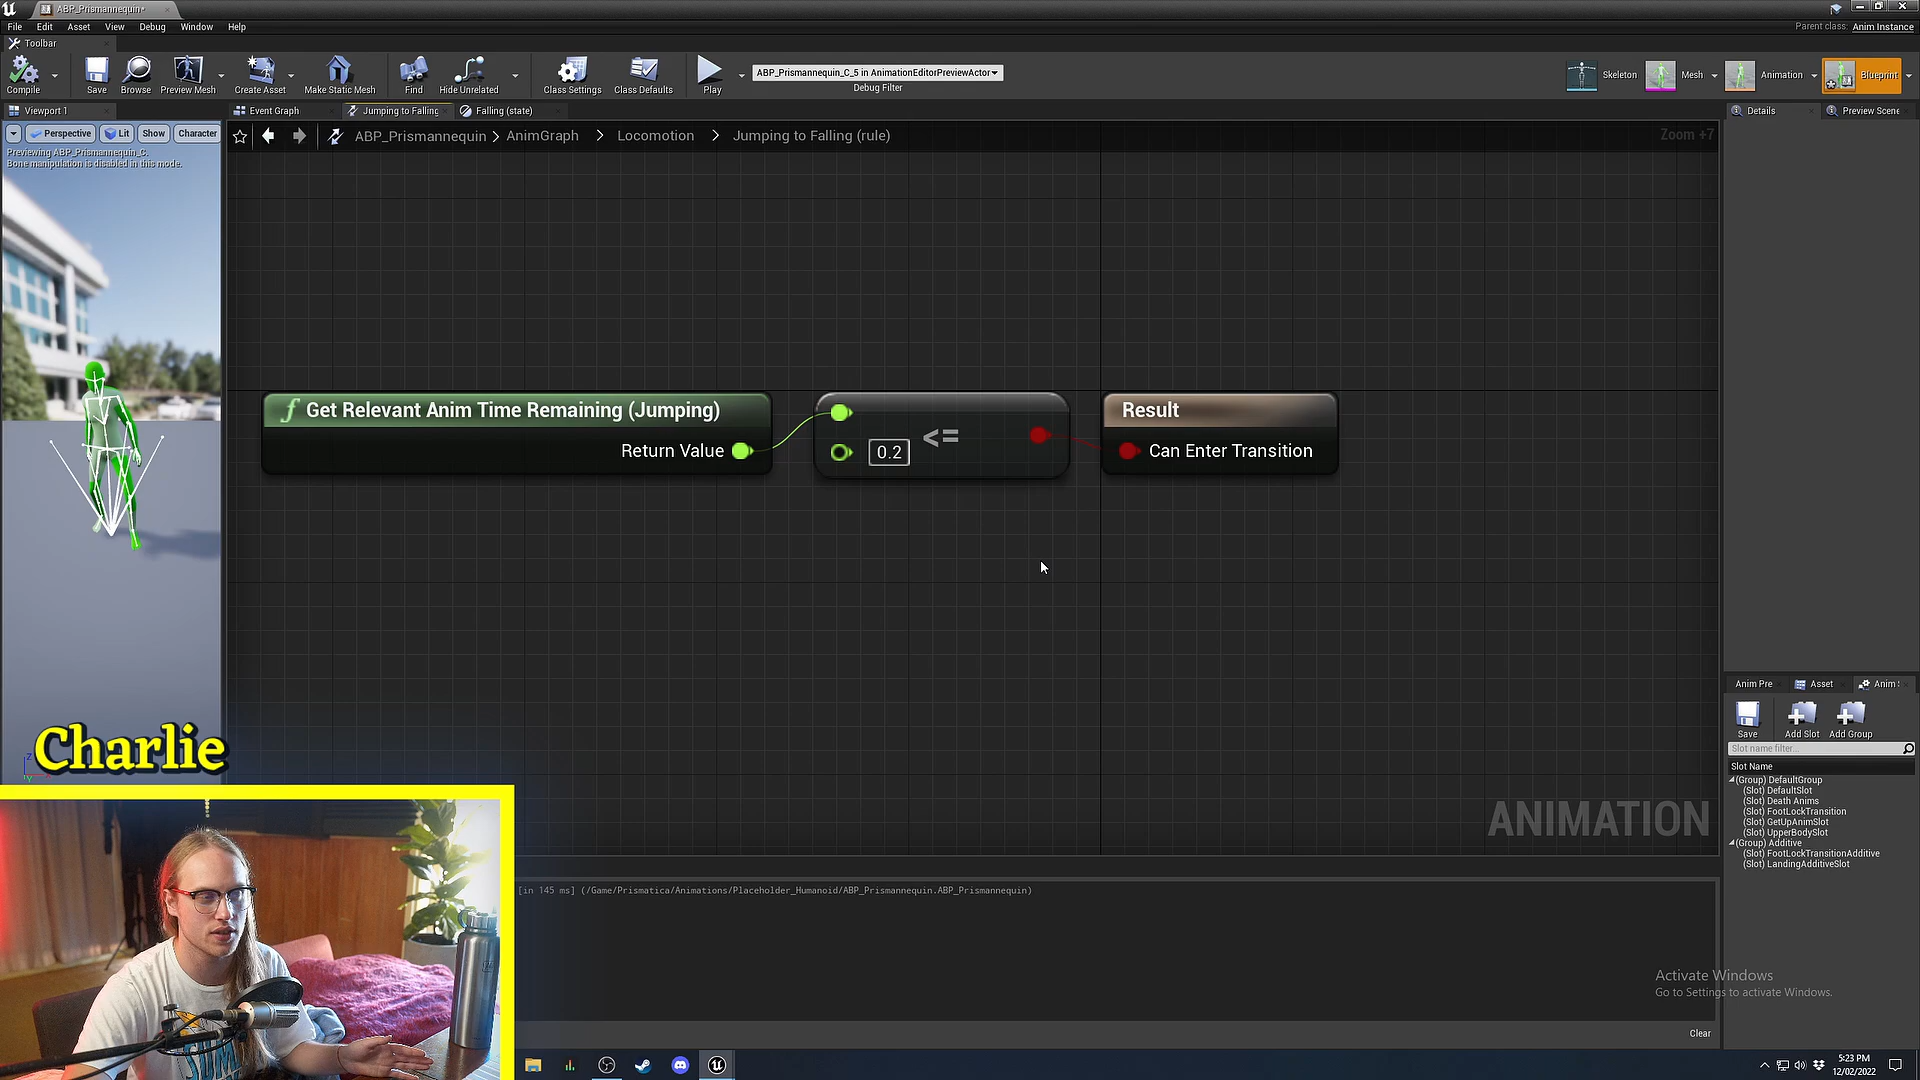 ABP_Prismannequin*
File Edit Asset View Debug Window Help
Parent class: Anim Instance
Toolbar
Compile
Save
Browse
Preview Mesh
Create Asset
Make Static Mesh
Find
Hide Unrelated
Class Settings
Class Defaults
Play
ABP_Prismannequin_C_5 in AnimationEditorPreviewActor
Debug Filter
Skeleton
Mesh
Animation
Blueprint
Viewport 1
Event Graph
Jumping to Falling
Falling (state)
Details
Preview Scene
Perspective
Lit
Show
Character
ABP_Prismannequin > AnimGraph > Locomotion > Jumping to Falling (rule)
Zoom +7
Previewing ABP_Prismannequin_C.
Bone manipulation is disabled in this mode.
Get Relevant Anim Time Remaining (Jumping)
Return Value
0.2
<=
Result
Can Enter Transition
ANIMATION
Anim Pre
Asset
Anim
Save
Add Slot
Add Group
Slot name filter...
Slot Name
(Group) DefaultGroup
(Slot) DefaultSlot
(Slot) Death Anims
(Slot) FootLockTransition
(Slot) GetUpAnimSlot
(Slot) UpperBodySlot
(Group) Additive
(Slot) FootLockTransitionAdditive
(Slot) LandingAdditiveSlot
Charlie
[in 145 ms] (/Game/Prismatica/Animations/Placeholder_Humanoid/ABP_Prismannequin.ABP_Prismannequin)
Activate Windows
Go to Settings to activate Windows.
Clear
5:23 PM
12/02/2022